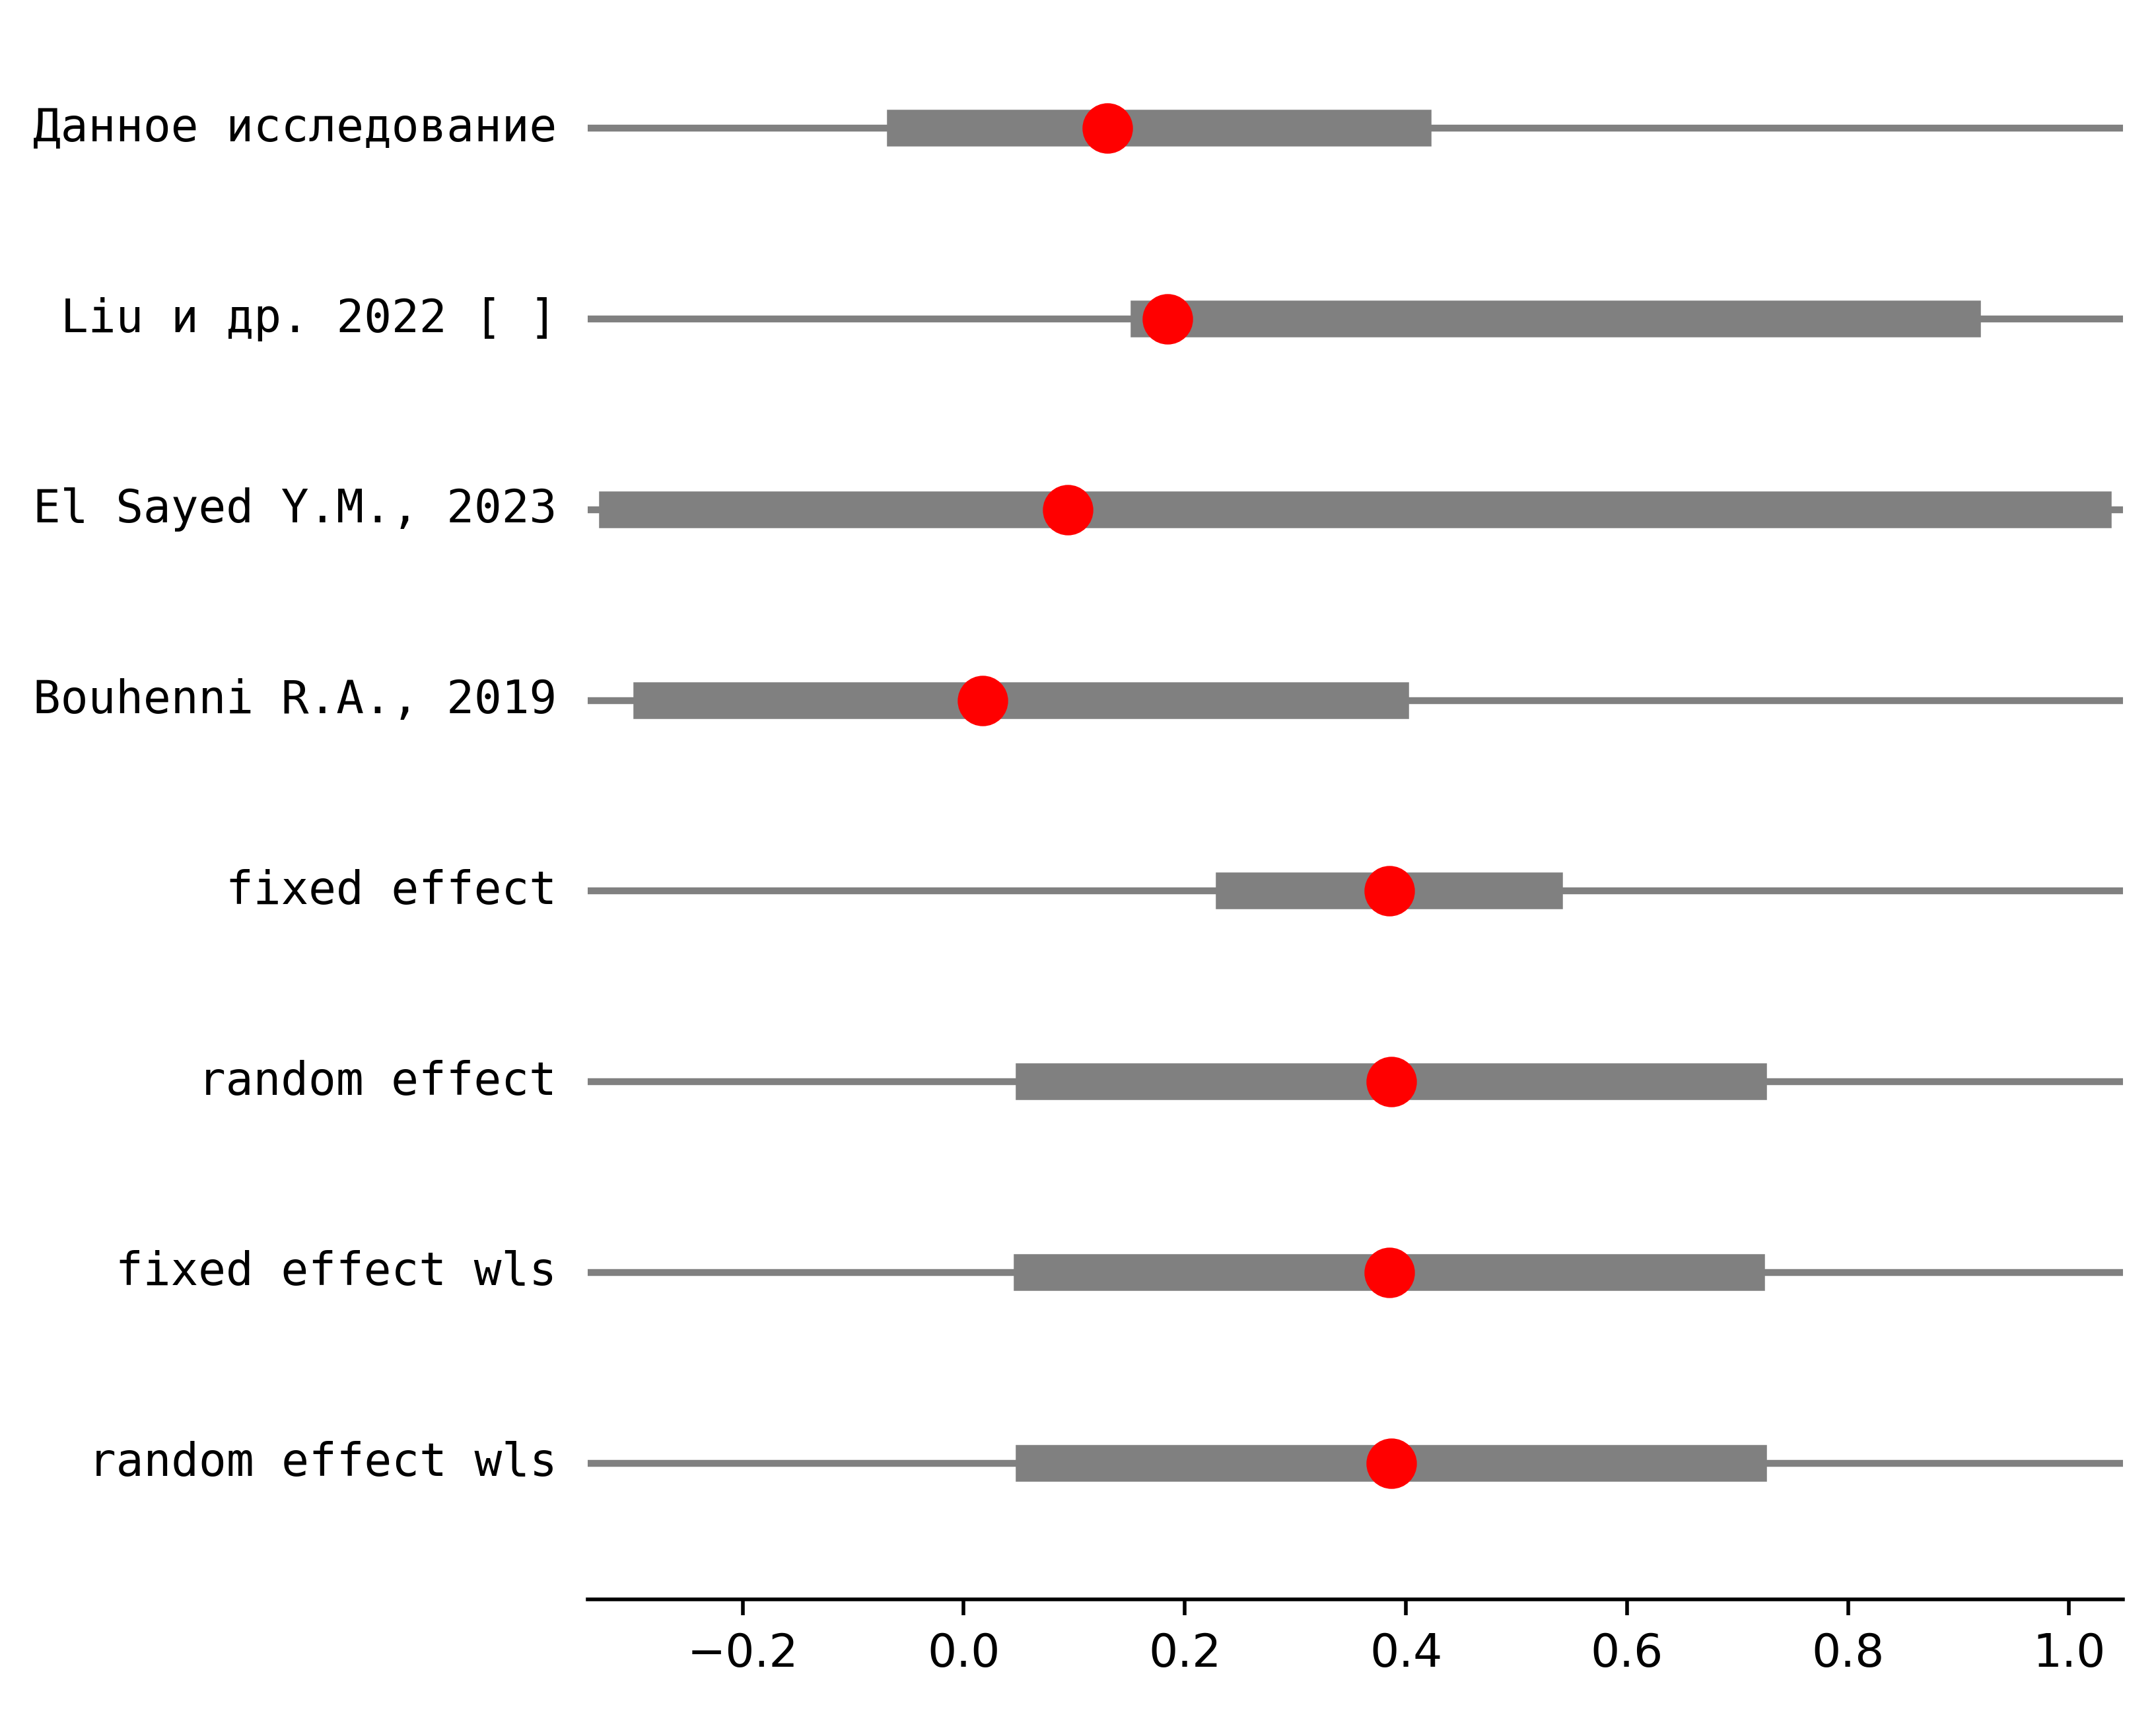 Данное исследование
Liu и др. 2022 [ ]
El Sayed Y.M., 2023
Bouhenni R.A., 2019
fixed effect
random effect
fixed effect wls
random effect wls
−0.2 0.0 0.2 0.4 0.6 0.8 1.0